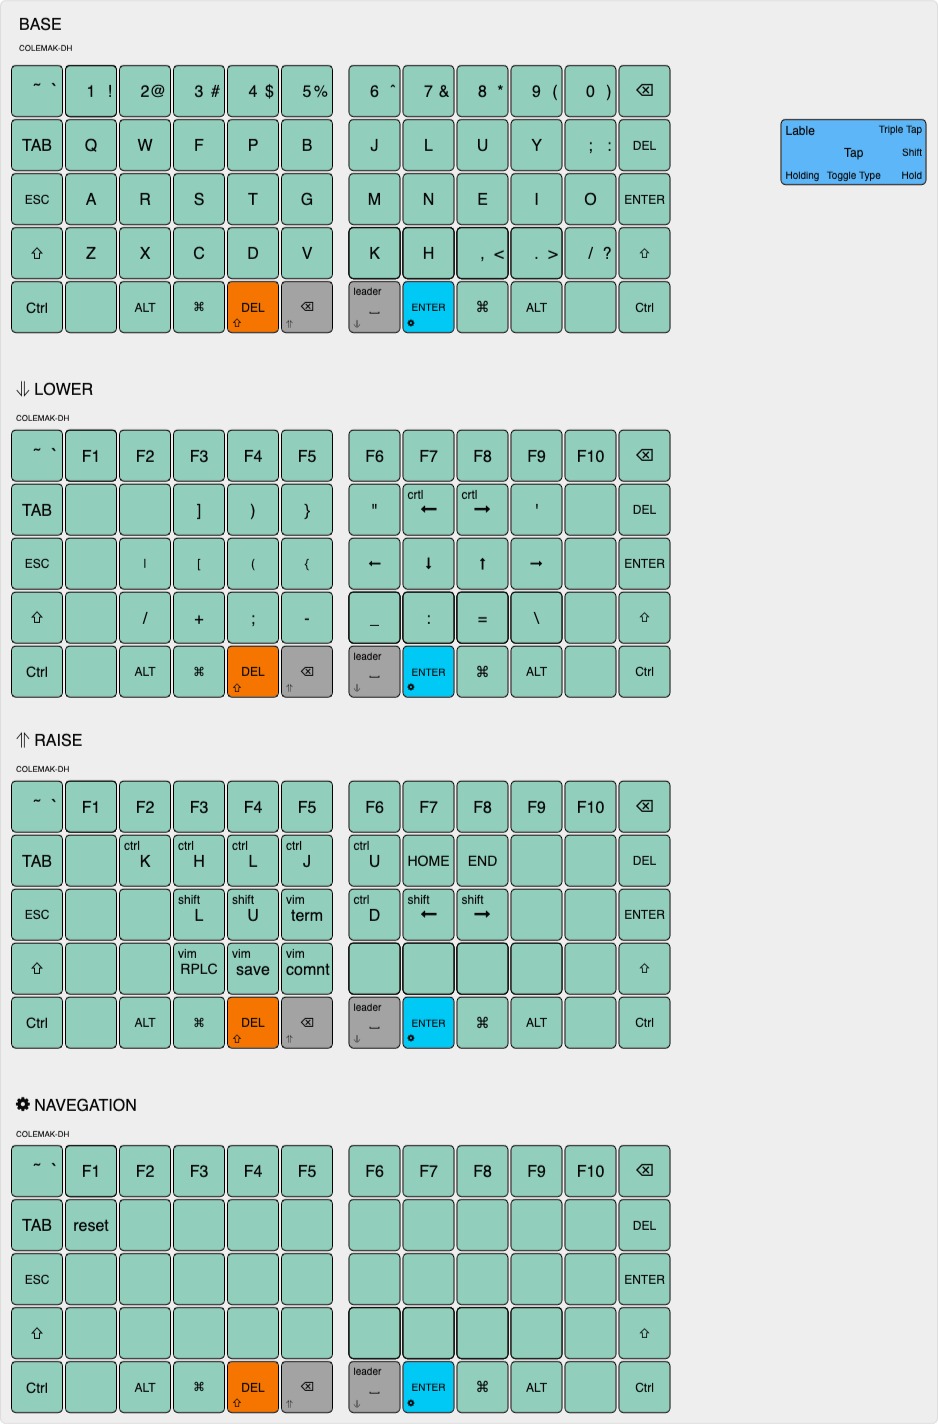 BASE
COLEMAK-DH
~ ` 1 ! 2 @ 3 # 4 $ 5 % 6 ^ 7 & 8 * 9 ( 0 ) ⌫
TAB Q W F P B J L U Y ; : DEL
ESC A R S T G M N E I O ENTER
⇧ Z X C D V K H , < . > / ? ⇧
leader
Ctrl ALT ⌘ DEL ⌫ ⎵ ENTER ⌘ ALT Ctrl
⇧ ⇈ ↓ ⚙
Lable Triple Tap
Tap Shift
Holding Toggle Type Hold
⇊ LOWER
COLEMAK-DH
~ ` F1 F2 F3 F4 F5 F6 F7 F8 F9 F10 ⌫
crtl crtl
TAB ] ) } " ← → ' DEL
ESC | [ ( { ← ↓ ↑ → ENTER
⇧ / + ; - _ : = \ ⇧
leader
Ctrl ALT ⌘ DEL ⌫ ⎵ ENTER ⌘ ALT Ctrl
⇧ ⇈ ↓ ⚙
⇈ RAISE
COLEMAK-DH
~ ` F1 F2 F3 F4 F5 F6 F7 F8 F9 F10 ⌫
ctrl ctrl ctrl ctrl ctrl
TAB K H L J U HOME END DEL
shift shift vim ctrl shift shift
ESC L U term D ← → ENTER
vim vim vim
⇧ RPLC save comnt ⇧
leader
Ctrl ALT ⌘ DEL ⌫ ⎵ ENTER ⌘ ALT Ctrl
⇧ ⇈ ↓ ⚙
⚙ NAVEGATION
COLEMAK-DH
~ ` F1 F2 F3 F4 F5 F6 F7 F8 F9 F10 ⌫
TAB reset DEL
ESC ENTER
⇧ ⇧
leader
Ctrl ALT ⌘ DEL ⌫ ⎵ ENTER ⌘ ALT Ctrl
⇧ ⇈ ↓ ⚙